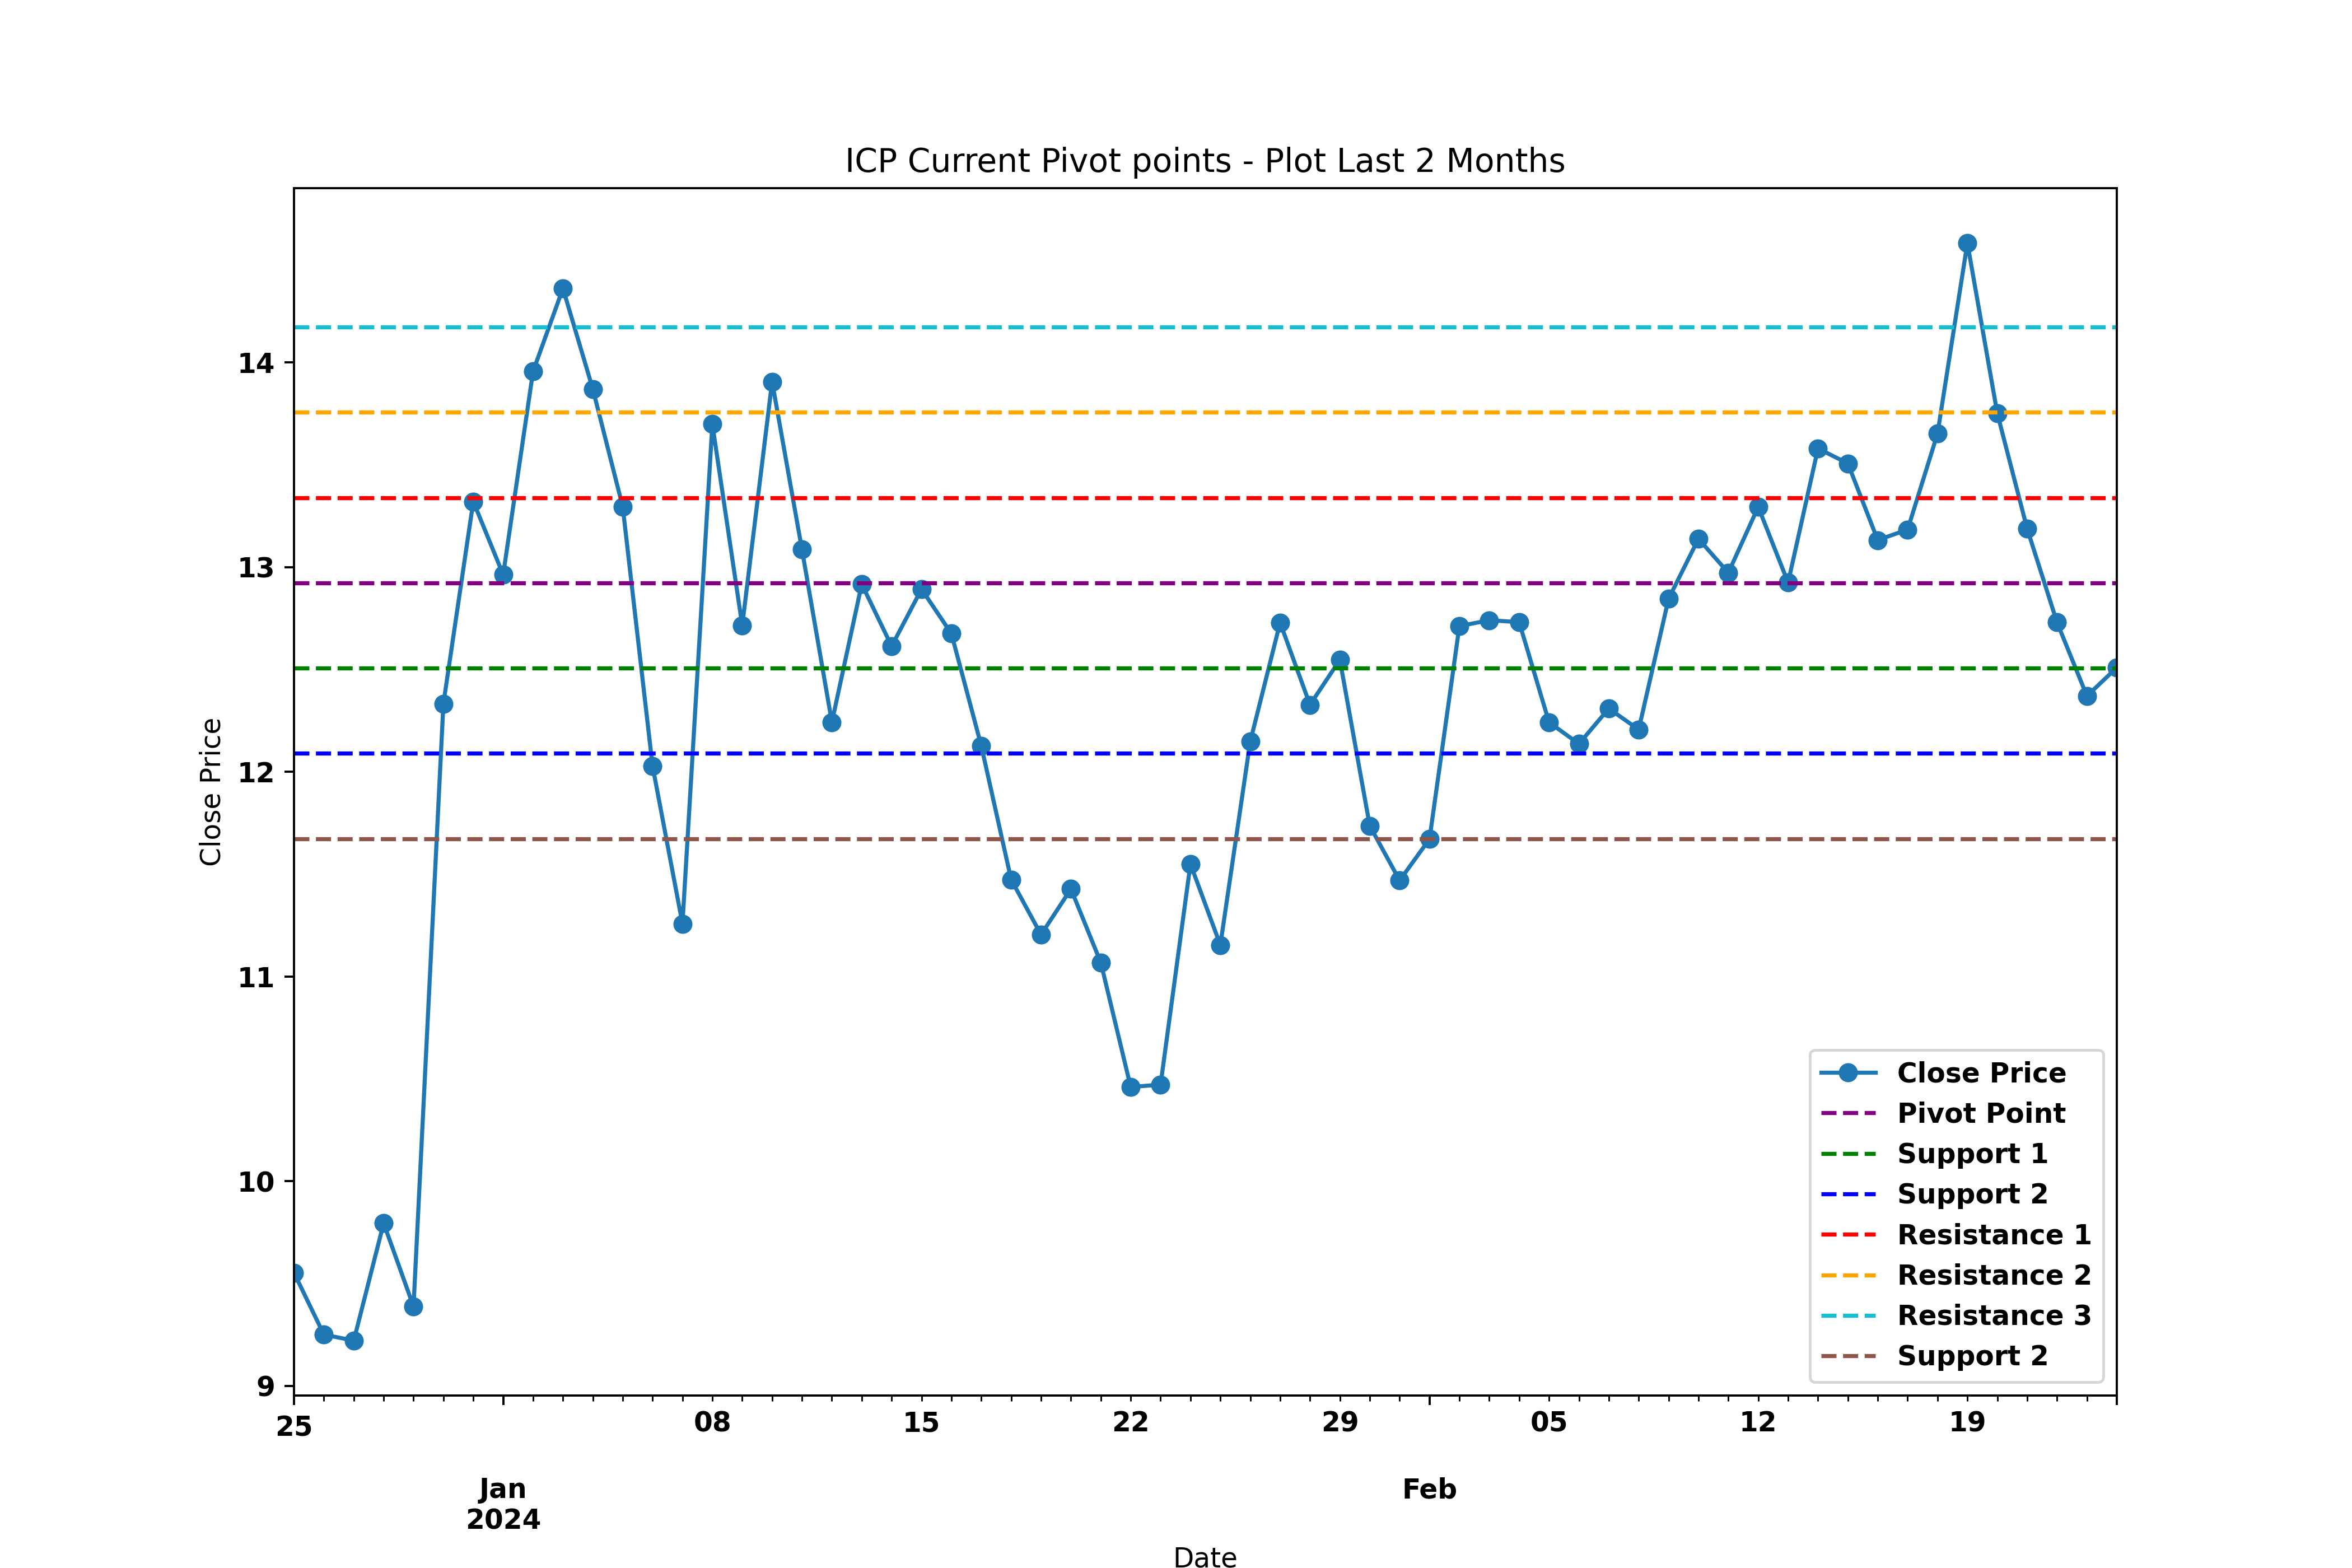 ICP Current Pivot points - Plot Last 2 Months
Close Price
14
13
12
11
10
9
25
08
15
22
29
05
12
19
Jan
2024
Feb
Date
Close Price
Pivot Point
Support 1
Support 2
Resistance 1
Resistance 2
Resistance 3
Support 2